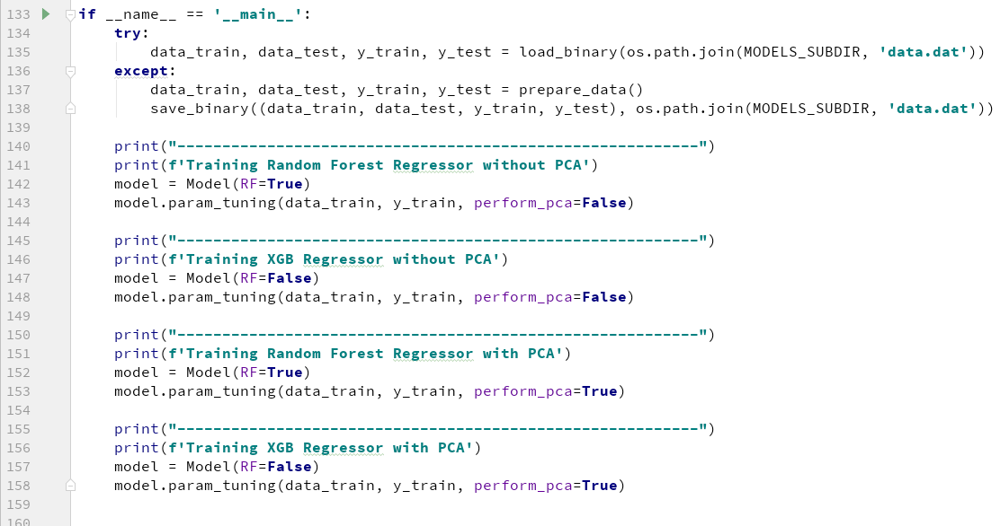 133 if __name__ == '__main__':
134     try:
135         data_train, data_test, y_train, y_test = load_binary(os.path.join(MODELS_SUBDIR, 'data.dat'))
136     except:
137         data_train, data_test, y_train, y_test = prepare_data()
138         save_binary((data_train, data_test, y_train, y_test), os.path.join(MODELS_SUBDIR, 'data.dat'))
139
140     print("----------------------------------------------------------")
141     print(f'Training Random Forest Regressor without PCA')
142     model = Model(RF=True)
143     model.param_tuning(data_train, y_train, perform_pca=False)
144
145     print("----------------------------------------------------------")
146     print(f'Training XGB Regressor without PCA')
147     model = Model(RF=False)
148     model.param_tuning(data_train, y_train, perform_pca=False)
149
150     print("----------------------------------------------------------")
151     print(f'Training Random Forest Regressor with PCA')
152     model = Model(RF=True)
153     model.param_tuning(data_train, y_train, perform_pca=True)
154
155     print("----------------------------------------------------------")
156     print(f'Training XGB Regressor with PCA')
157     model = Model(RF=False)
158     model.param_tuning(data_train, y_train, perform_pca=True)
159
160